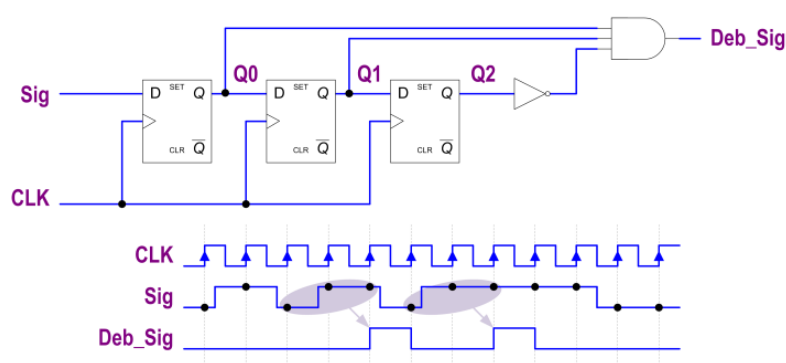 Deb_Sig
Q0 Q1 Q2
Sig
D SET Q D SET Q D SET Q
CLR Q CLR Q CLR Q
CLK
CLK
Sig
Deb_Sig